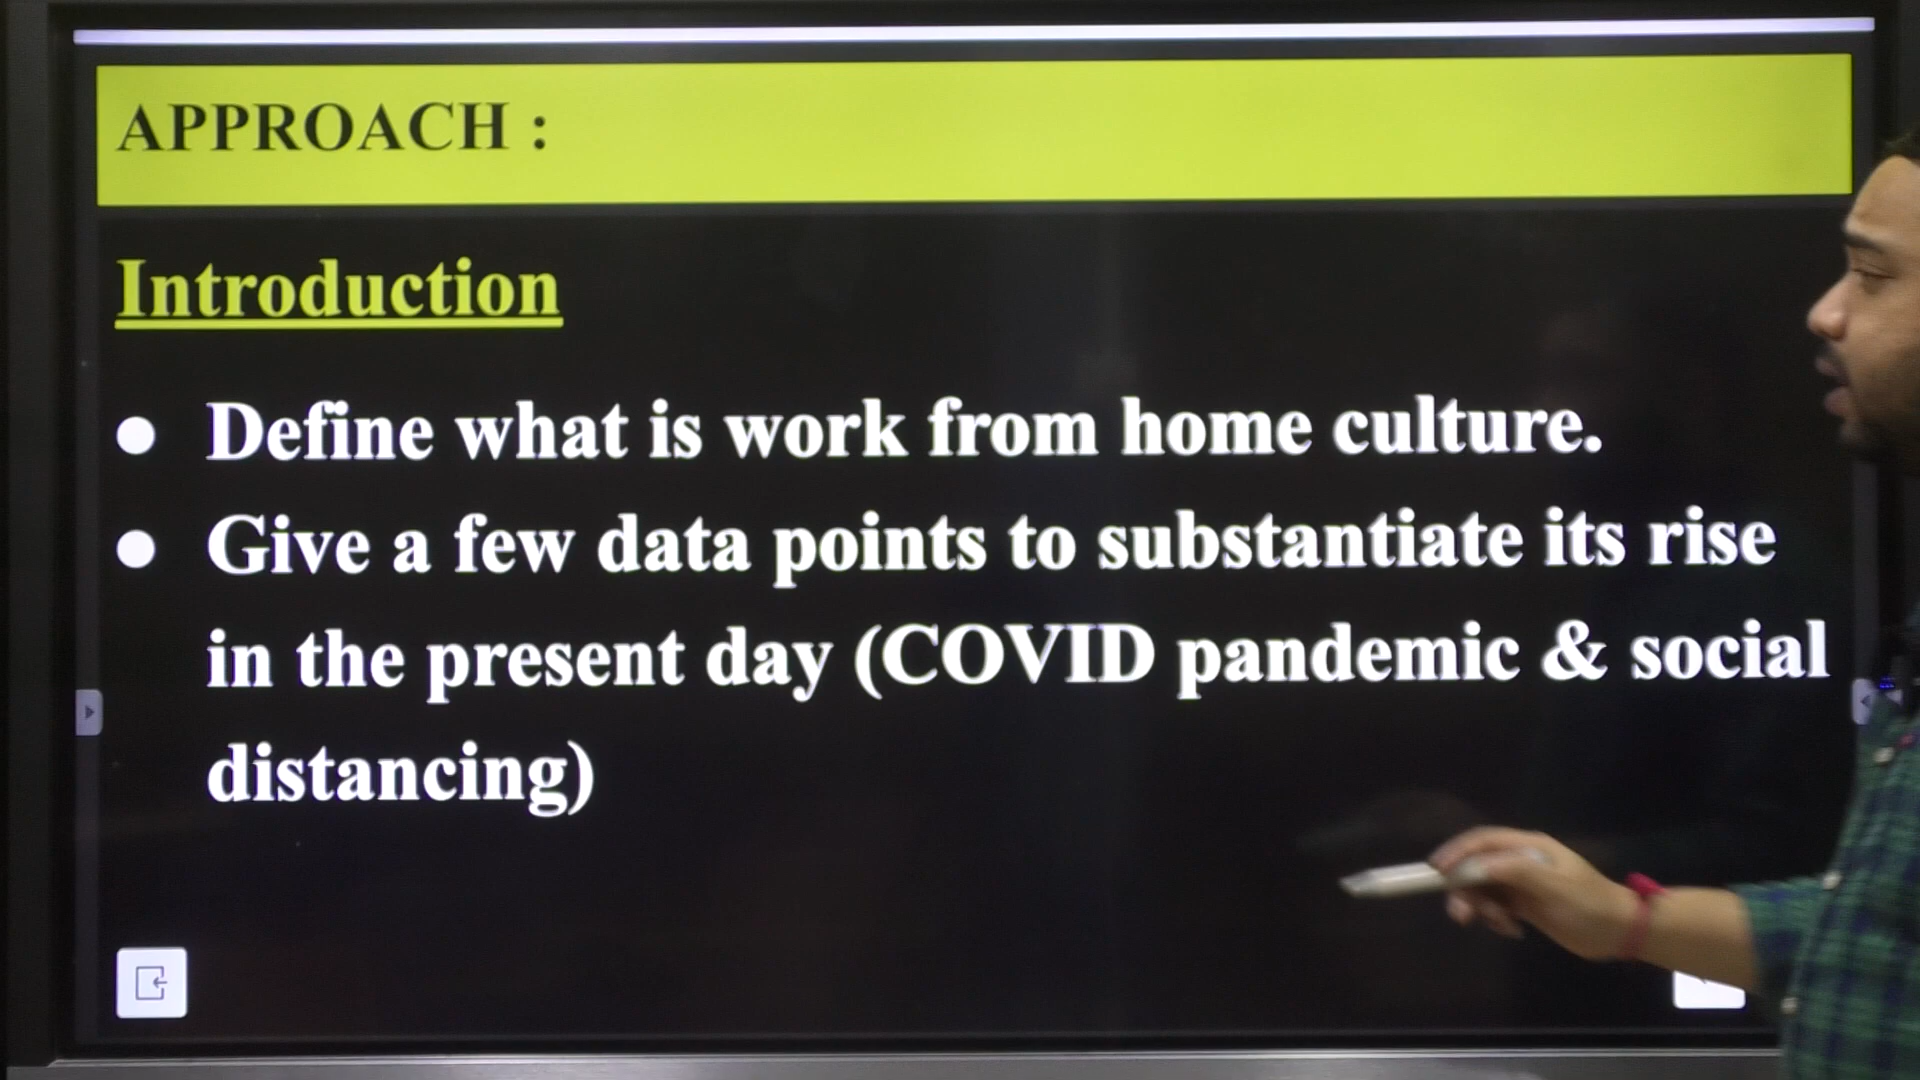 APPROACH :
Introduction
● Define what is work from home culture.
● Give a few data points to substantiate its rise
in the present day (COVID pandemic & social
distancing)